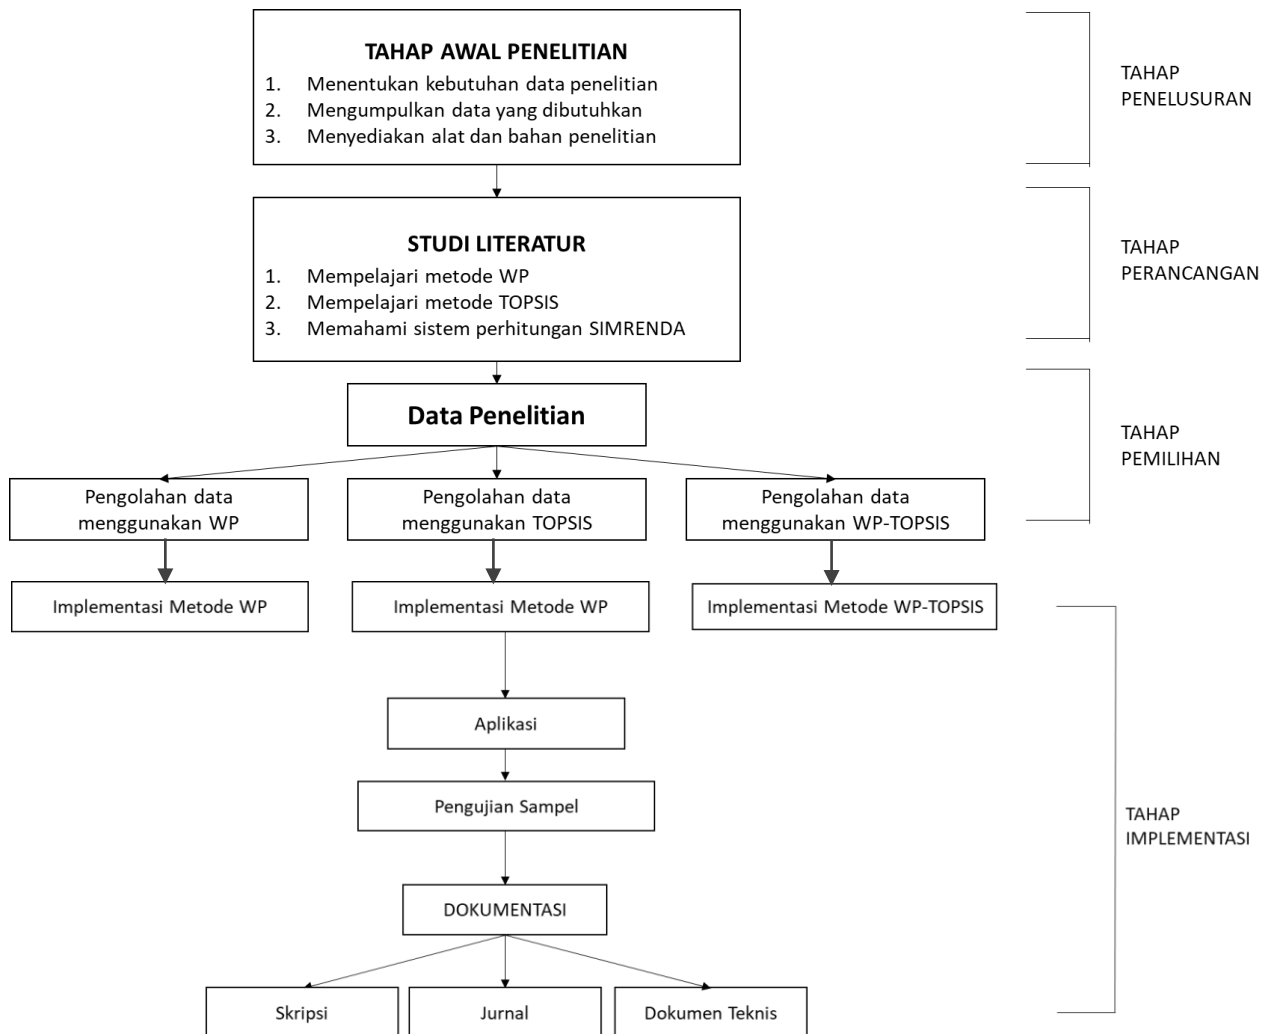 TAHAP AWAL PENELITIAN
1. Menentukan kebutuhan data penelitian
2. Mengumpulkan data yang dibutuhkan
3. Menyediakan alat dan bahan penelitian
TAHAP
PENELUSURAN
STUDI LITERATUR
1. Mempelajari metode WP
2. Mempelajari metode TOPSIS
3. Memahami sistem perhitungan SIMRENDA
TAHAP
PERANCANGAN
Data Penelitian
TAHAP
PEMILIHAN
Pengolahan data
menggunakan WP
Pengolahan data
menggunakan TOPSIS
Pengolahan data
menggunakan WP-TOPSIS
Implementasi Metode WP
Implementasi Metode WP
Implementasi Metode WP-TOPSIS
Aplikasi
Pengujian Sampel
TAHAP
IMPLEMENTASI
DOKUMENTASI
Skripsi
Jurnal
Dokumen Teknis